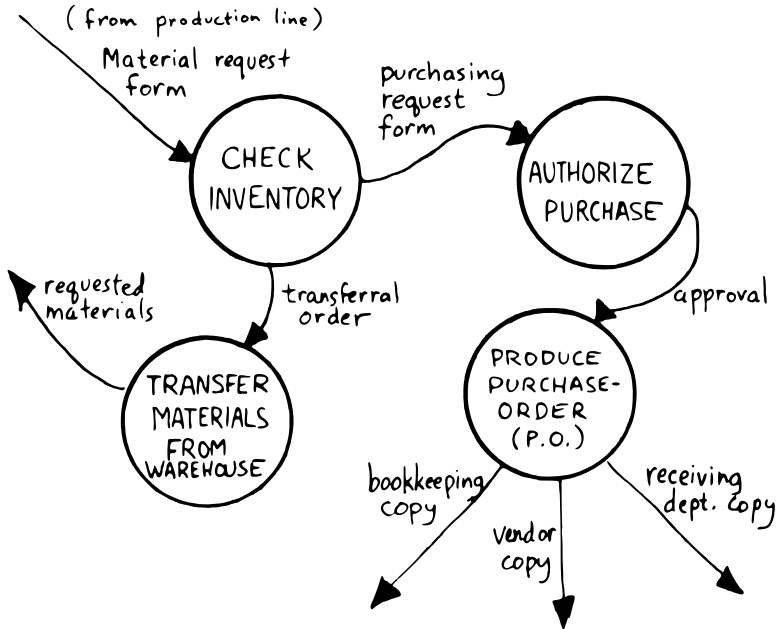 (from production line)
Material request
form
purchasing
request
form
CHECK
INVENTORY
AUTHORIZE
PURCHASE
requested
materials
transferral
order
approval
TRANSFER
MATERIALS
FROM
WAREHOUSE
PRODUCE
PURCHASE-
ORDER
(P.O.)
bookkeeping
copy
vendor
copy
receiving
dept. copy